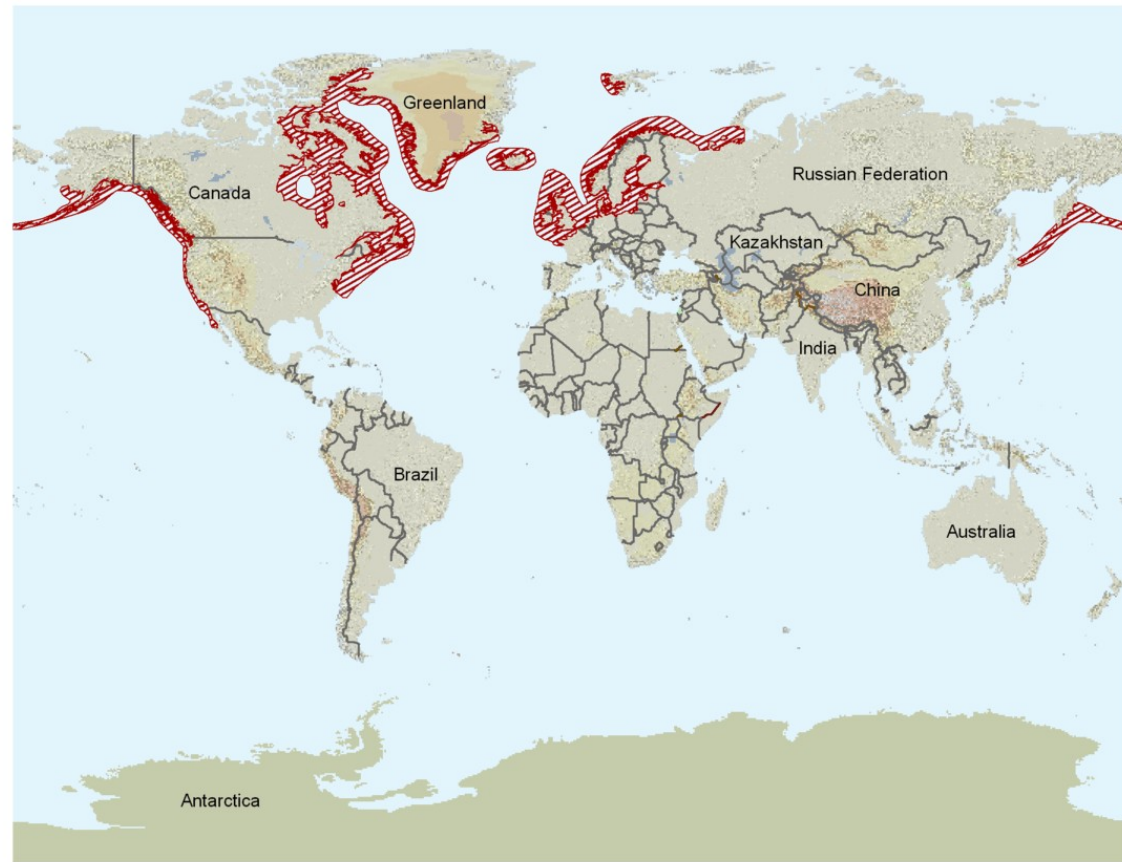 Greenland
Canada
Russian Federation
Kazakhstan
China
India
Brazil
Australia
Antarctica